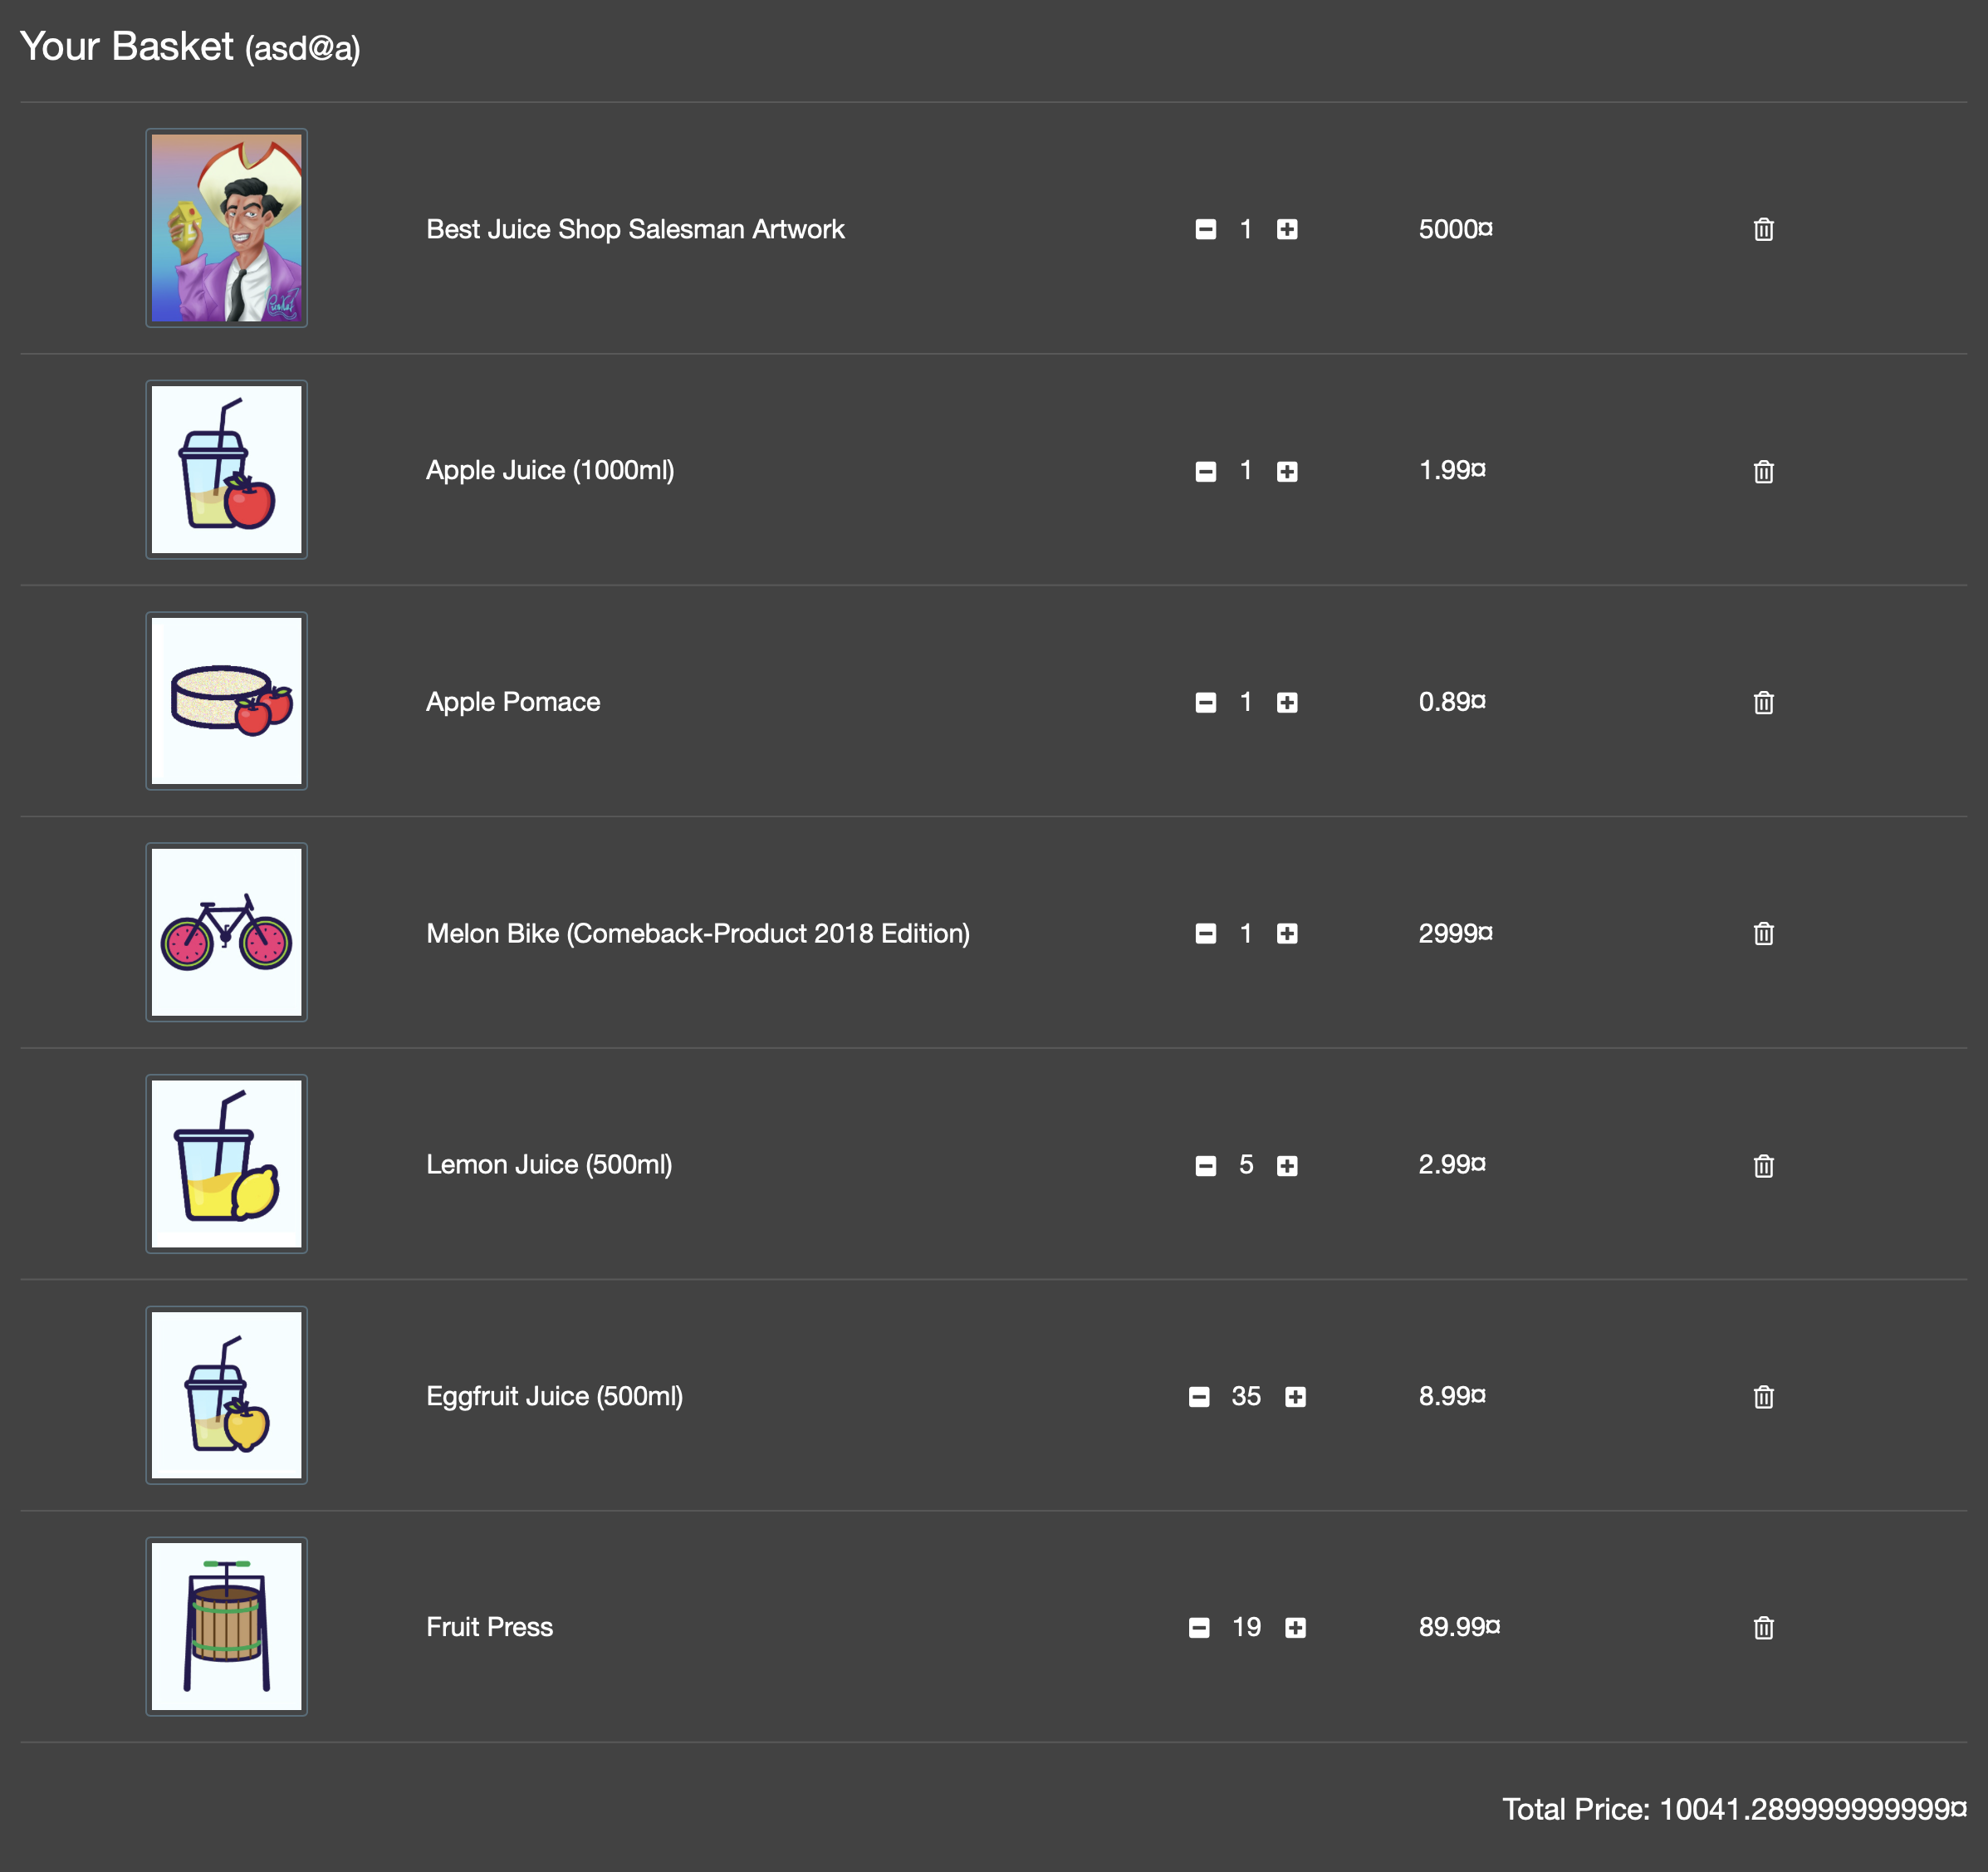 Your Basket (asd@a)
Best Juice Shop Salesman Artwork 1 5000¤
Apple Juice (1000ml) 1 1.99¤
Apple Pomace 1 0.89¤
Melon Bike (Comeback-Product 2018 Edition) 1 2999¤
Lemon Juice (500ml) 5 2.99¤
Eggfruit Juice (500ml) 35 8.99¤
Fruit Press 19 89.99¤
Total Price: 10041.289999999999¤